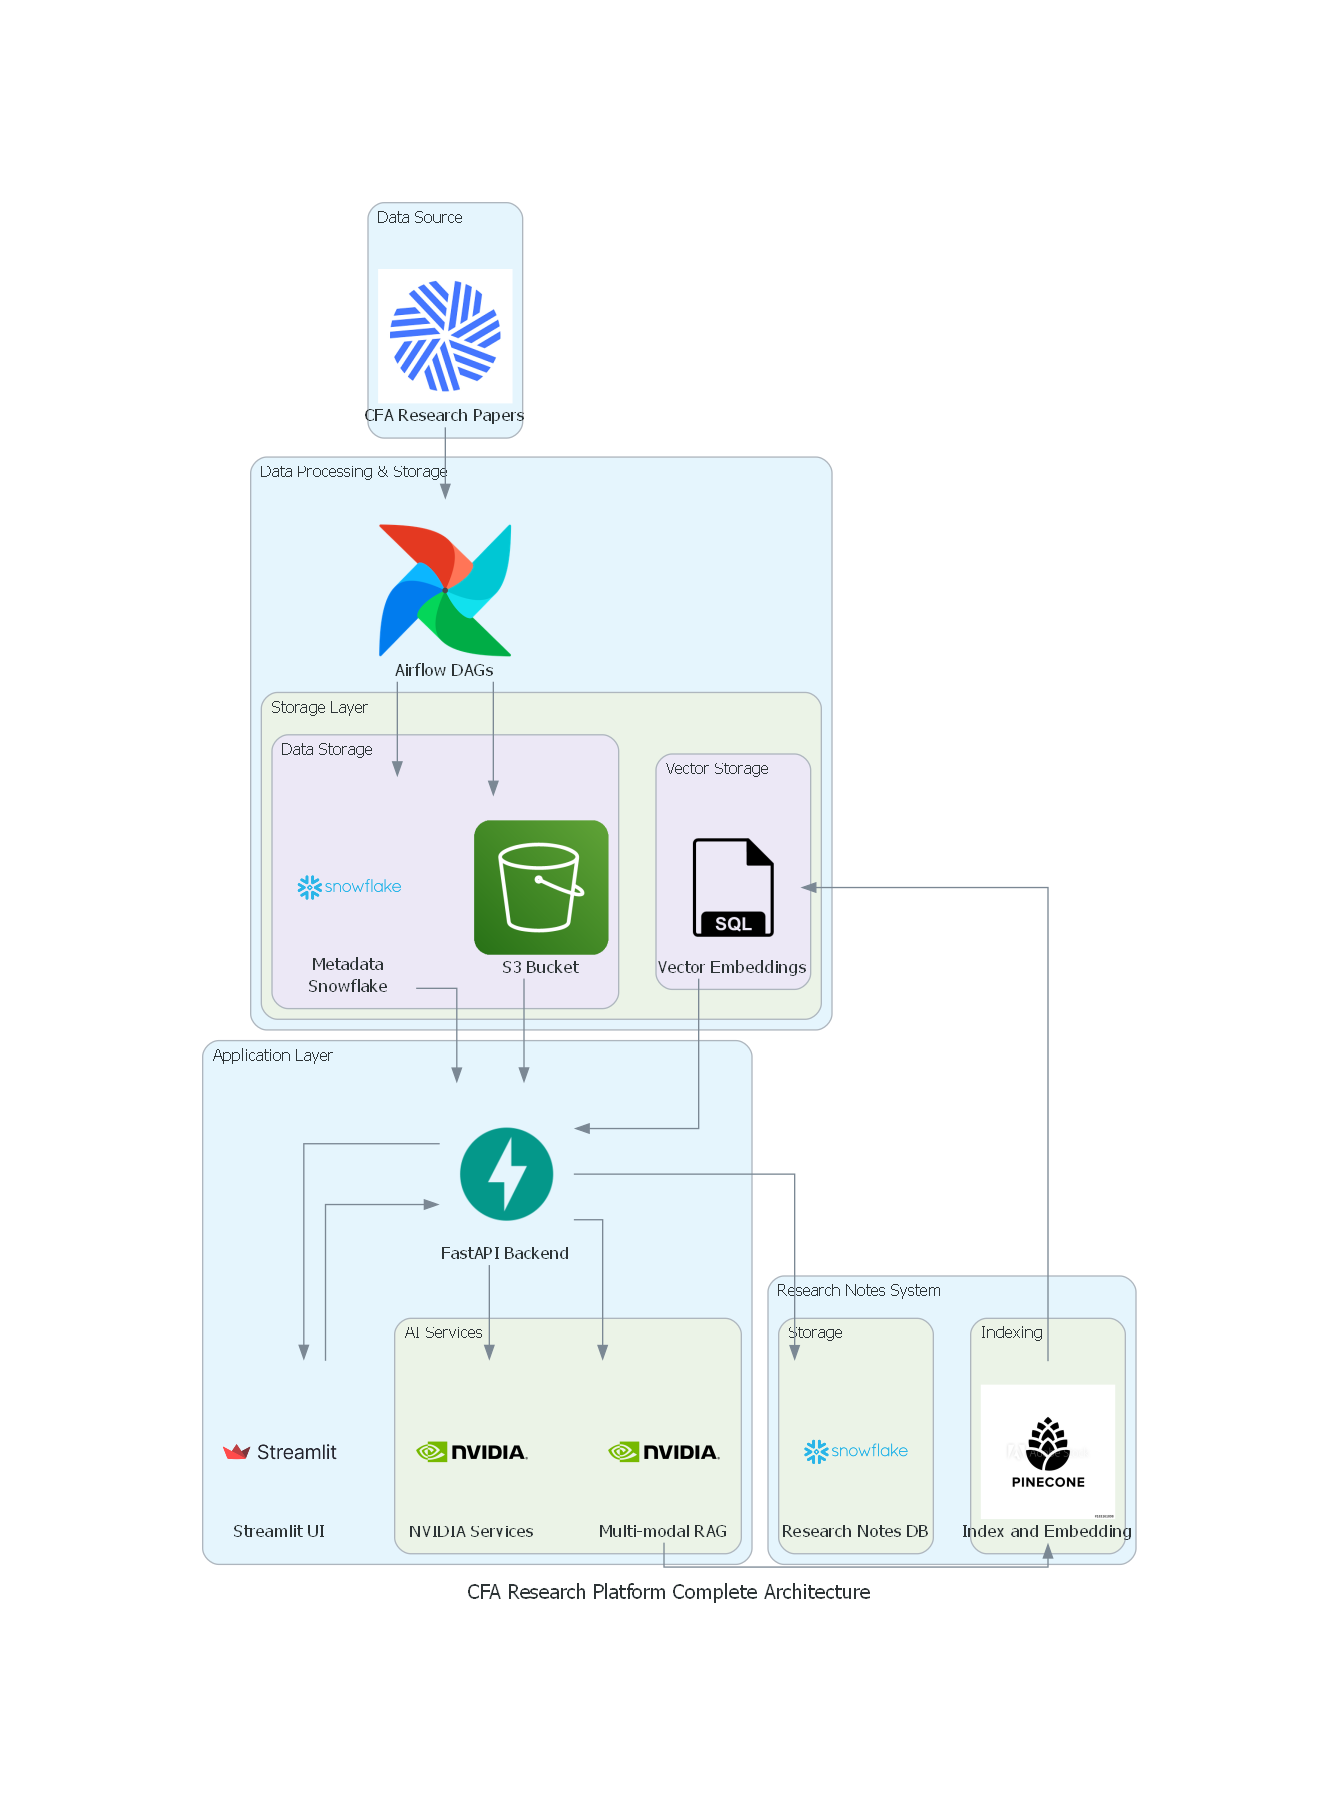 Data Source
CFA Research Papers
Data Processing & Storage
Airflow DAGs
Storage Layer
Data Storage
Vector Storage
snowflake
SQL
Metadata
Snowflake
S3 Bucket
Vector Embeddings
Application Layer
FastAPI Backend
Research Notes System
AI Services
Storage
Indexing
Streamlit
NVIDIA.
NVIDIA.
snowflake
PINECONE
Streamlit UI
NVIDIA Services
Multi-modal RAG
Research Notes DB
Index and Embedding
CFA Research Platform Complete Architecture